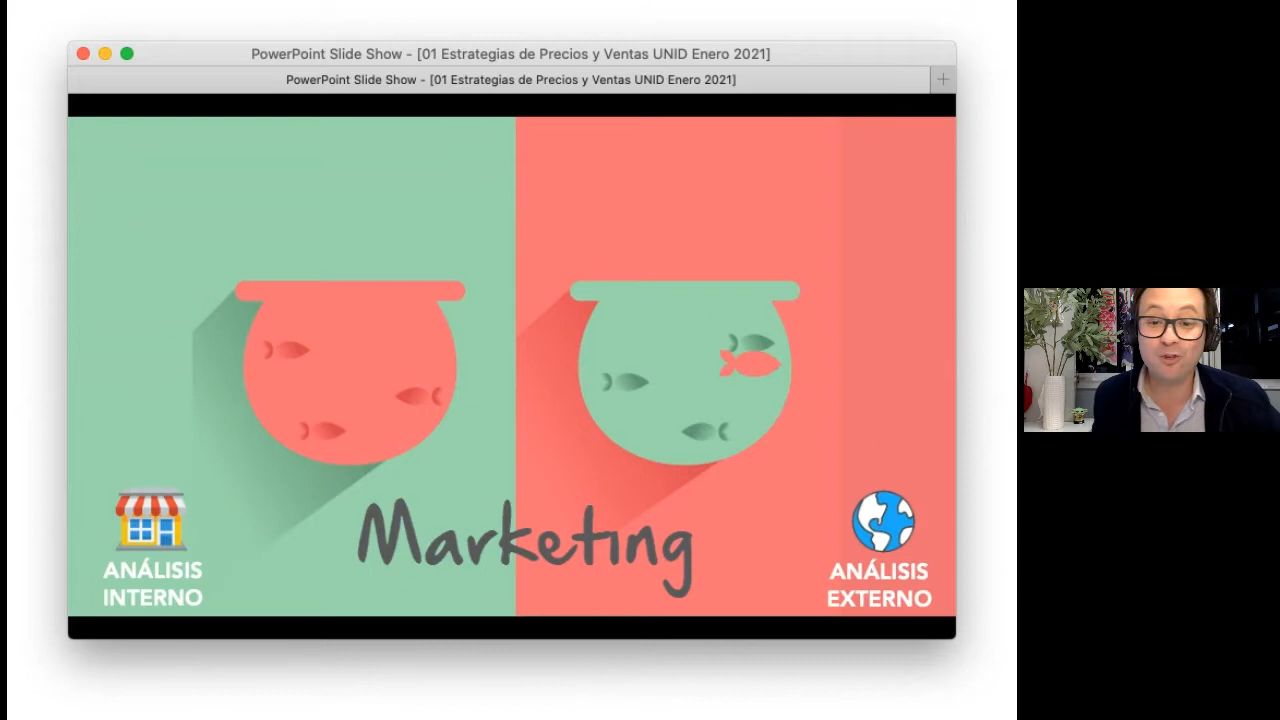 PowerPoint Slide Show - [01 Estrategias de Precios y Ventas UNID Enero 2021]
PowerPoint Slide Show - [01 Estrategias de Precios y Ventas UNID Enero 2021]
Marketing
ANÁLISIS
INTERNO
ANÁLISIS
EXTERNO